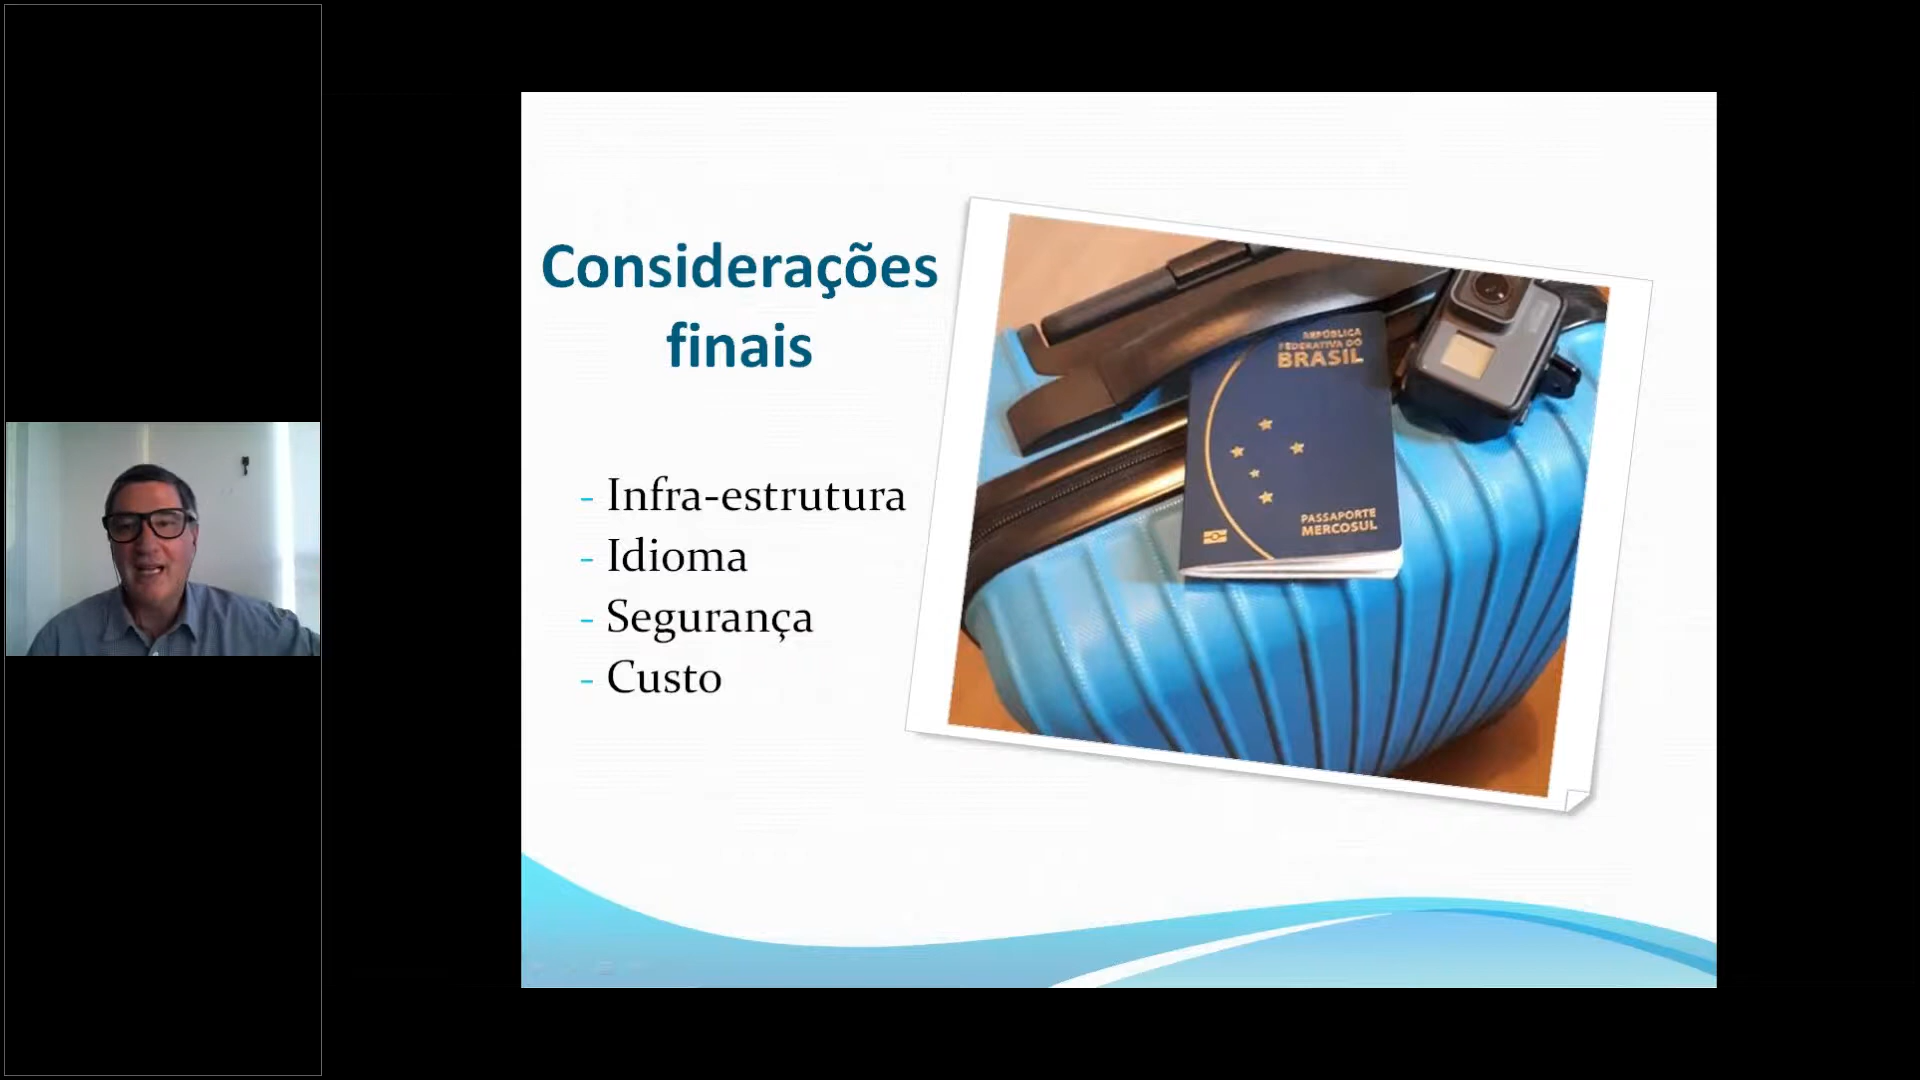 Considerações
finais
- Infra-estrutura
- Idioma
- Segurança
- Custo
REPÚBLICA
FEDERATIVA DO
BRASIL
PASSAPORTE
MERCOSUL